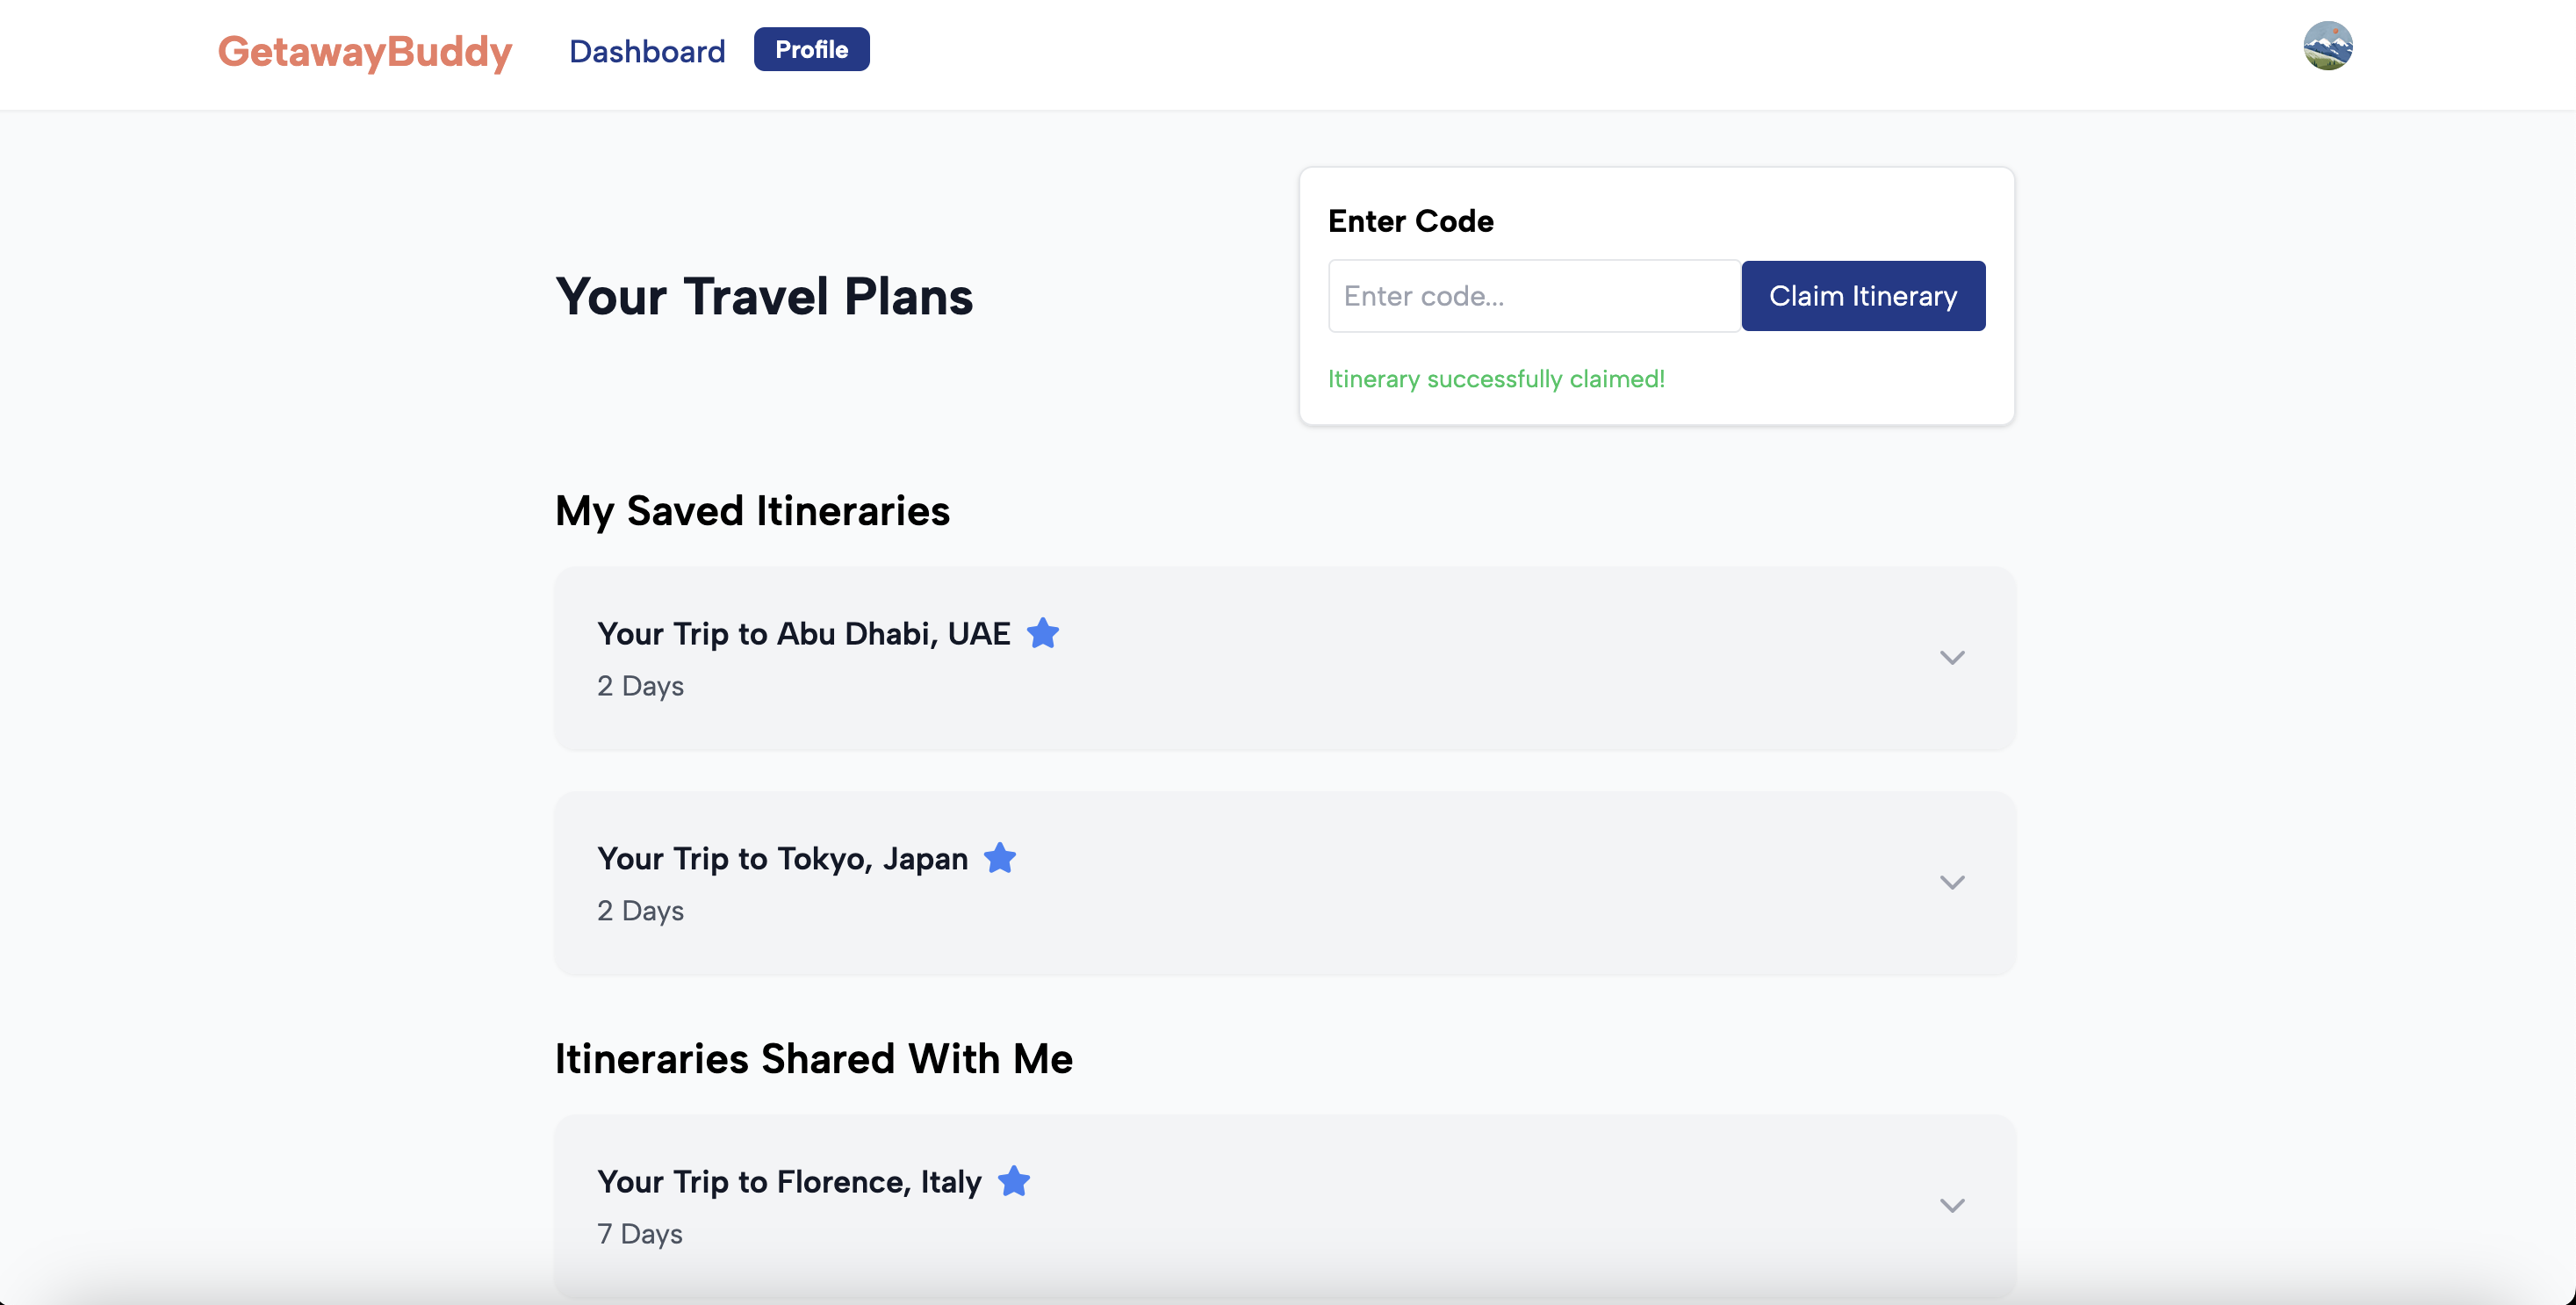 GetawayBuddy Dashboard Profile
Enter Code
Your Travel Plans
Enter code... Claim Itinerary
Itinerary successfully claimed!
My Saved Itineraries
Your Trip to Abu Dhabi, UAE
2 Days
Your Trip to Tokyo, Japan
2 Days
Itineraries Shared With Me
Your Trip to Florence, Italy
7 Days